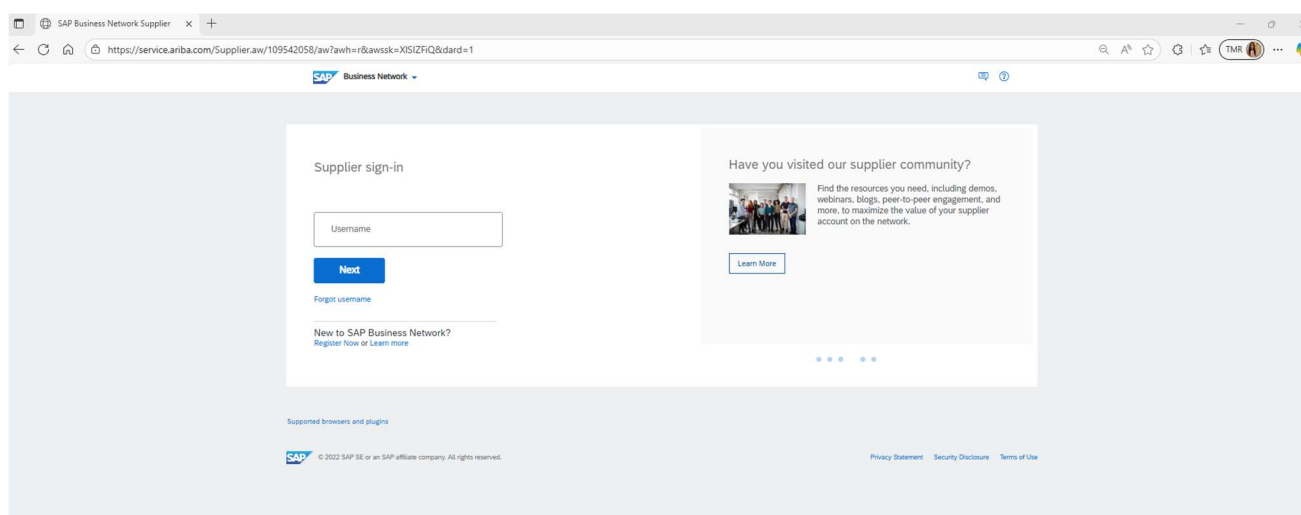 SAP Business Network Supplier
https://service.ariba.com/Supplier.aw/109542058/aw?awh=r&awssk=XlSIZFiQ&dard=1
TMR
SAP Business Network
Supplier sign-in
Username
Next
Forgot username
New to SAP Business Network?
Register Now or Learn more
Have you visited our supplier community?
Find the resources you need, including demos,
webinars, blogs, peer-to-peer engagement, and
more, to maximize the value of your supplier
account on the network.
Learn More
Supported browsers and plugins
SAP © 2022 SAP SE or an SAP affiliate company. All rights reserved.
Privacy Statement Security Disclosure Terms of Use